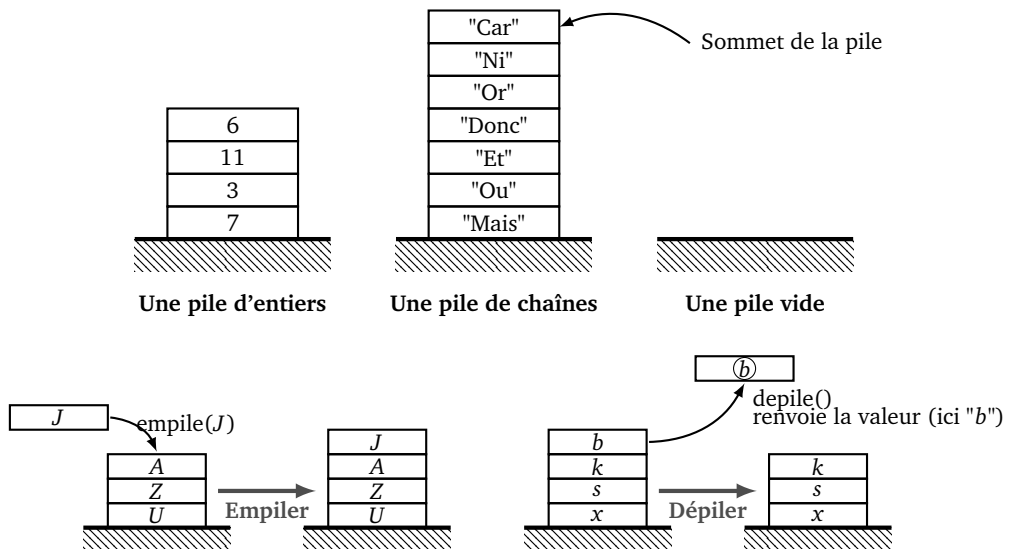 "Car"
Sommet de la pile
"Ni"
"Or"
6
"Donc"
11
"Et"
3
"Ou"
7
"Mais"
Une pile d'entiers
Une pile de chaînes
Une pile vide
J
empile(J)
A
Z
U
Empiler
J
A
Z
U
b
k
s
x
b
depile()
renvoie la valeur (ici "b")
Dépiler
k
s
x